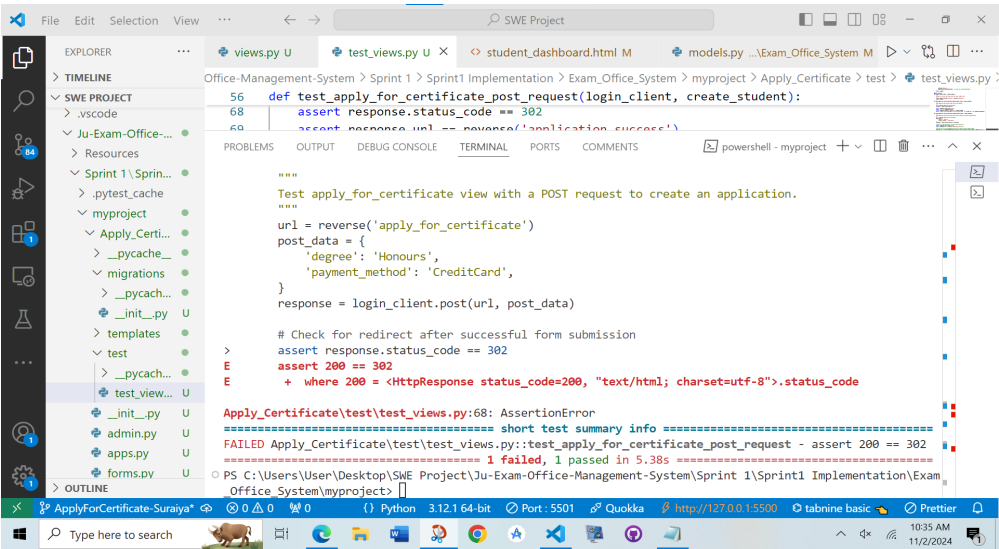 File Edit Selection View ··· SWE Project
EXPLORER ···
TIMELINE
SWE PROJECT
.vscode
Ju-Exam-Office-...
Resources
Sprint 1 \ Sprin...
.pytest_cache
myproject
Apply_Certi...
__pycache__
migrations
__pycach...
__init__.py U
templates
test
__pycach...
test_view... U
__init__.py U
admin.py U
apps.py U
forms.py U
OUTLINE
84
1
1
1
views.py U test_views.py U student_dashboard.html M models.py ...\Exam_Office_System M
Office-Management-System > Sprint 1 > Sprint1 Implementation > Exam_Office_System > myproject > Apply_Certificate > test > test_views.py
56 def test_apply_for_certificate_post_request(login_client, create_student):
68 assert response.status_code == 302
69 assert response.url == reverse('application_success')
PROBLEMS OUTPUT DEBUG CONSOLE TERMINAL PORTS COMMENTS powershell - myproject
"""
Test apply_for_certificate view with a POST request to create an application.
"""
url = reverse('apply_for_certificate')
post_data = {
'degree': 'Honours',
'payment_method': 'CreditCard',
}
response = login_client.post(url, post_data)
# Check for redirect after successful form submission
> assert response.status_code == 302
E assert 200 == 302
E + where 200 = <HttpResponse status_code=200, "text/html; charset=utf-8">.status_code
Apply_Certificate\test\test_views.py:68: AssertionError
==================================== short test summary info ====================================
FAILED Apply_Certificate\test\test_views.py::test_apply_for_certificate_post_request - assert 200 == 302
================================== 1 failed, 1 passed in 5.38s ==================================
PS C:\Users\User\Desktop\SWE Project\Ju-Exam-Office-Management-System\Sprint 1\Sprint1 Implementation\Exam
_Office_System\myproject>
ApplyForCertificate-Suraiya* 0 0 0 {} Python 3.12.1 64-bit Port : 5501 Quokka http://127.0.0.1:5500 tabnine basic Prettier
Type here to search
10:35 AM
11/2/2024
1